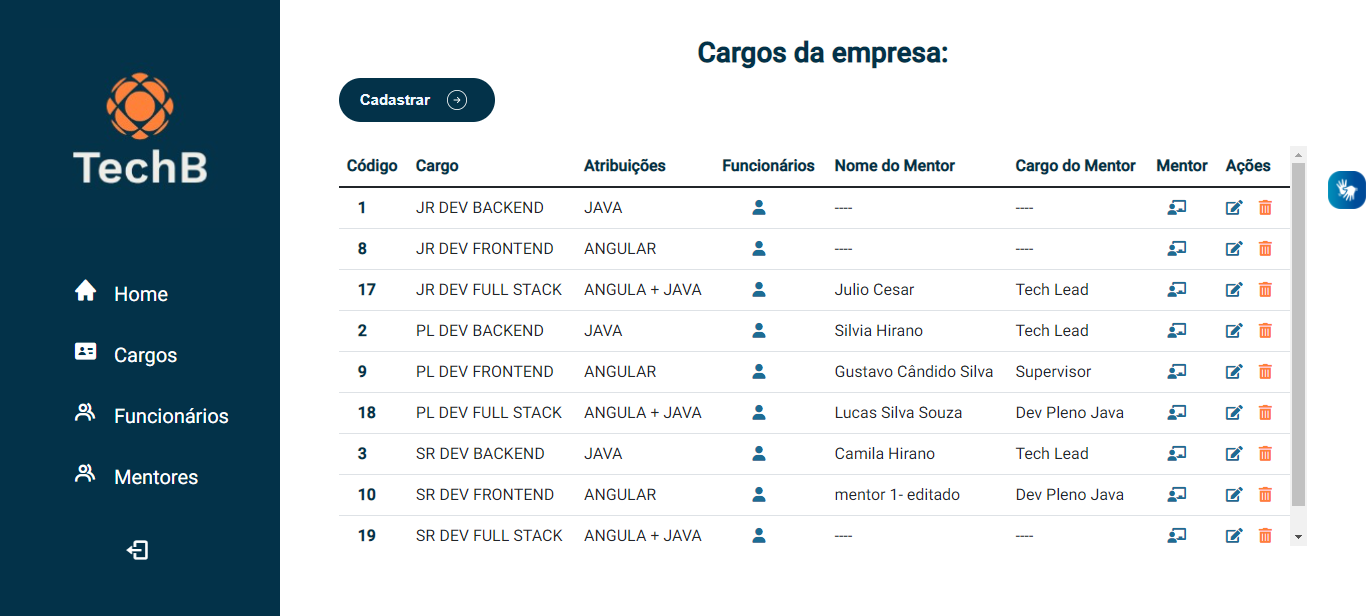 TechB
Home
Cargos
Funcionários
Mentores
Cargos da empresa:
Cadastrar
Código Cargo Atribuições Funcionários Nome do Mentor Cargo do Mentor Mentor Ações
1 JR DEV BACKEND JAVA ---- ----
8 JR DEV FRONTEND ANGULAR ---- ----
17 JR DEV FULL STACK ANGULA + JAVA Julio Cesar Tech Lead
2 PL DEV BACKEND JAVA Silvia Hirano Tech Lead
9 PL DEV FRONTEND ANGULAR Gustavo Cândido Silva Supervisor
18 PL DEV FULL STACK ANGULA + JAVA Lucas Silva Souza Dev Pleno Java
3 SR DEV BACKEND JAVA Camila Hirano Tech Lead
10 SR DEV FRONTEND ANGULAR mentor 1- editado Dev Pleno Java
19 SR DEV FULL STACK ANGULA + JAVA ---- ----